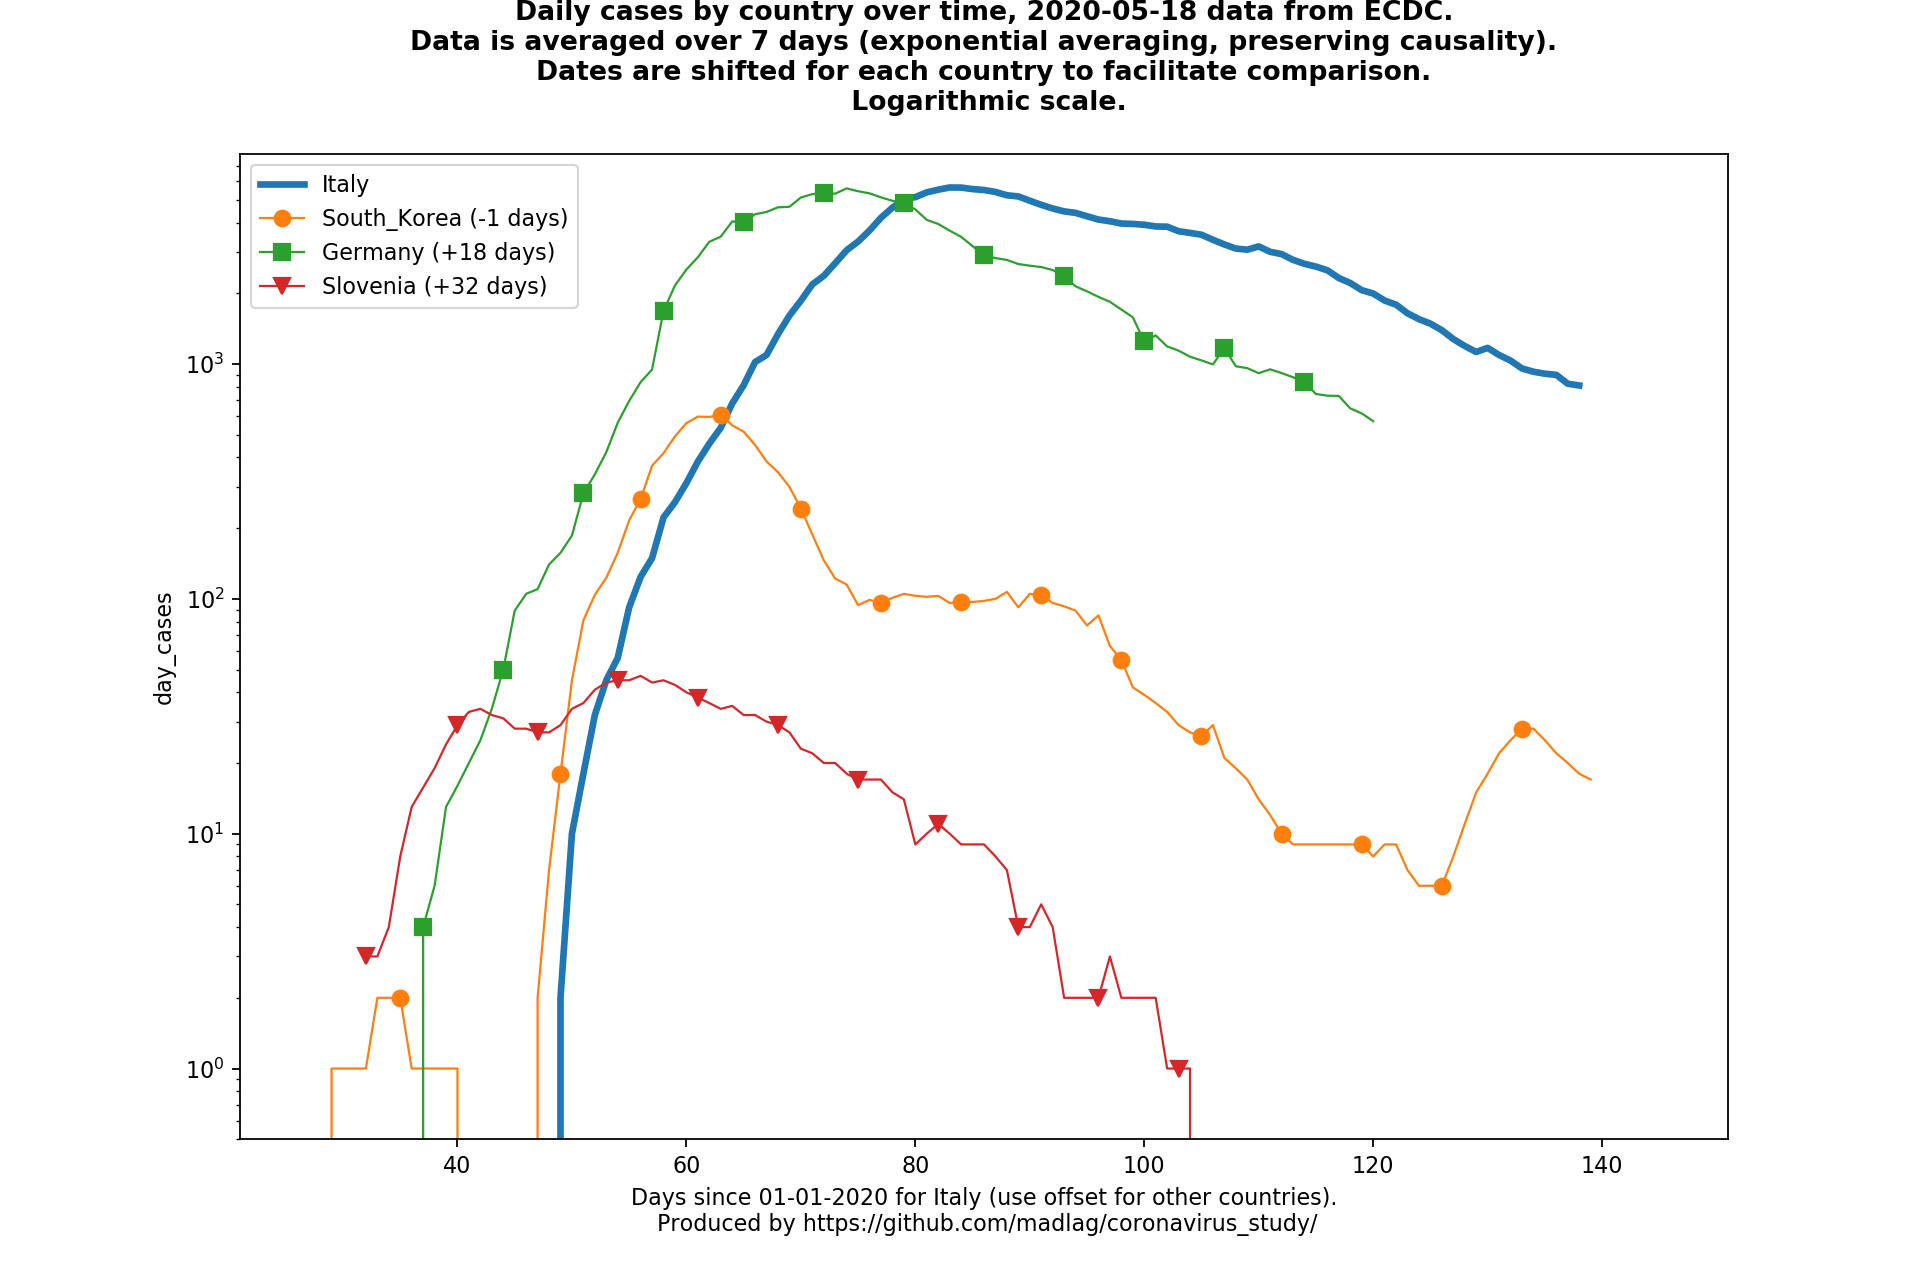 Daily cases by country over time, 2020-05-18 data from ECDC.
Data is averaged over 7 days (exponential averaging, preserving causality).
Dates are shifted for each country to facilitate comparison.
Logarithmic scale.
Italy
South_Korea (-1 days)
Germany (+18 days)
Slovenia (+32 days)
day_cases
10³
10²
10¹
10⁰
40 60 80 100 120 140
Days since 01-01-2020 for Italy (use offset for other countries).
Produced by https://github.com/madlag/coronavirus_study/